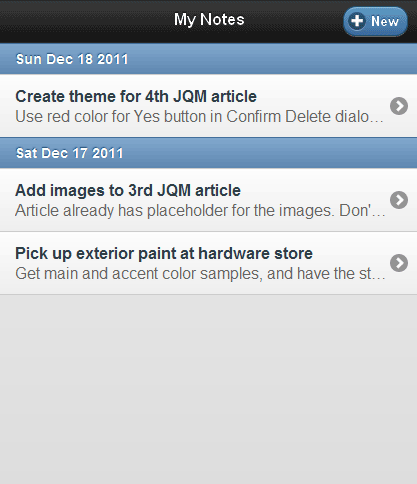 My Notes
New
Sun Dec 18 2011
Create theme for 4th JQM article
Use red color for Yes button in Confirm Delete dialo...
Sat Dec 17 2011
Add images to 3rd JQM article
Article already has placeholder for the images. Don'...
Pick up exterior paint at hardware store
Get main and accent color samples, and have the st...